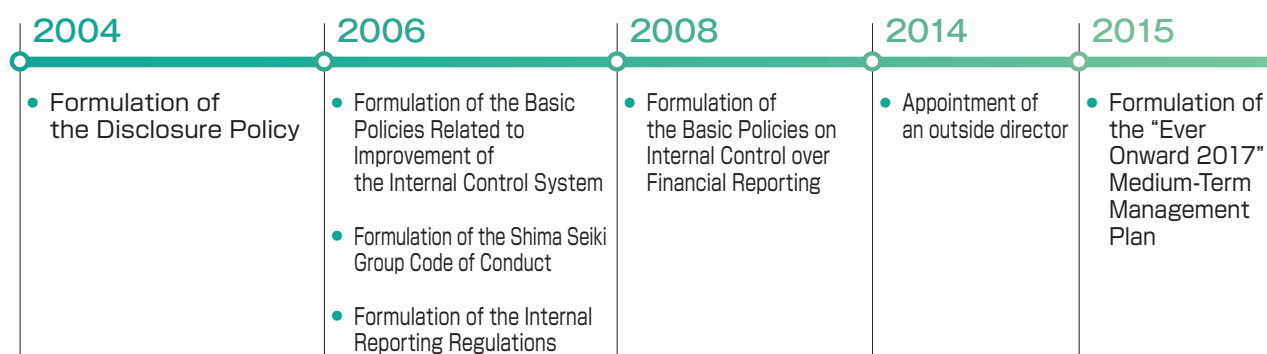 2004
• Formulation of
the Disclosure Policy
2006
• Formulation of the Basic
Policies Related to
Improvement of
the Internal Control System
• Formulation of the Shima Seiki
Group Code of Conduct
• Formulation of the Internal
Reporting Regulations
2008
• Formulation of
the Basic Policies on
Internal Control over
Financial Reporting
2014
• Appointment of
an outside director
2015
• Formulation of
the “Ever
Onward 2017”
Medium-Term
Management
Plan